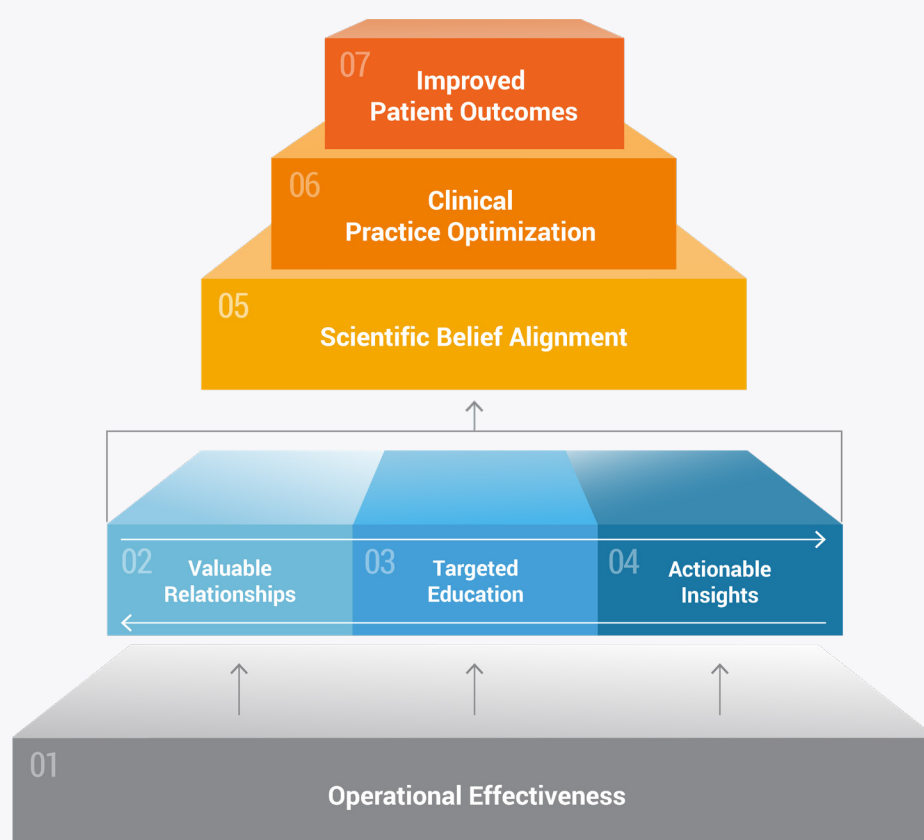 07
Improved
Patient Outcomes
06
Clinical
Practice Optimization
05
Scientific Belief Alignment
02
Valuable
Relationships
03
Targeted
Education
04
Actionable
Insights
01
Operational Effectiveness